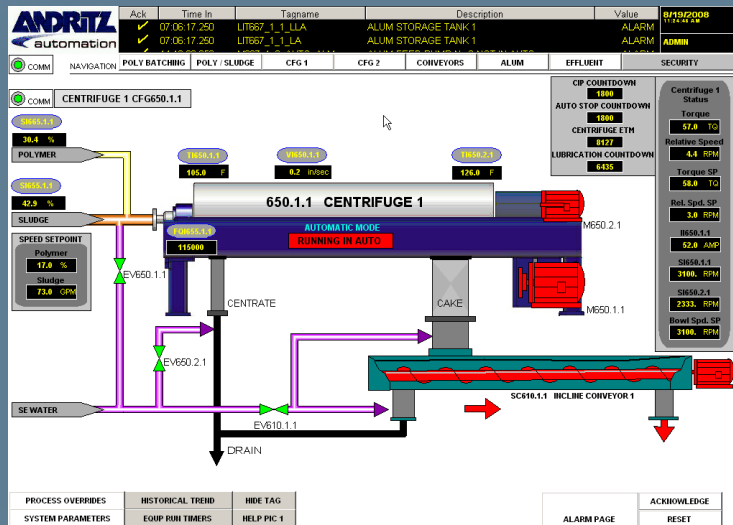 ANDRITZ
automation
Ack Time In Tagname Description Value
07:06:17.250 LIT667_1_1_LLA ALUM STORAGE TANK 1 ALARM
07:06:17.250 LIT667_1_1_LA ALUM STORAGE TANK 1 ALARM
8/19/2008
11:24:48 AM
ADMIN
COMM NAVIGATION POLY BATCHING POLY / SLUDGE CFG 1 CFG 2 CONVEYORS ALUM EFFLUENT SECURITY
COMM CENTRIFUGE 1 CFG650.1.1
CIP COUNTDOWN
1800
AUTO STOP COUNTDOWN
1800
CENTRIFUGE ETM
8127
LUBRICATION COUNTDOWN
6435
Centrifuge 1
Status
Torque
57.0 TQ
Relative Speed
4.4 RPM
Torque SP
58.0 TQ
Rel. Spd. SP
3.0 RPM
II650.1.1
52.0 AMP
SI650.1.1
3100. RPM
SI650.2.1
2333. RPM
Bowl Spd. SP
3100. RPM
SI665.1.1
30.4 %
POLYMER
SI655.1.1
42.9 %
SLUDGE
SPEED SETPOINT
Polymer
17.0 %
Sludge
73.0 GPM
TI650.1.1
105.0 F
VI650.1.1
0.2 in/sec
TI650.2.1
126.0 F
650.1.1 CENTRIFUGE 1
FQI655.1.1
115000
AUTOMATIC MODE
RUNNING IN AUTO
M650.2.1
M650.1.1
EV650.1.1
CENTRATE
CAKE
EV650.2.1
SE WATER
EV610.1.1
SC610.1.1 INCLINE CONVEYOR 1
DRAIN
PROCESS OVERRIDES HISTORICAL TREND HIDE TAG
SYSTEM PARAMETERS EQUP RUN TIMERS HELP PIC 1
ALARM PAGE
ACKNOWLEDGE
RESET